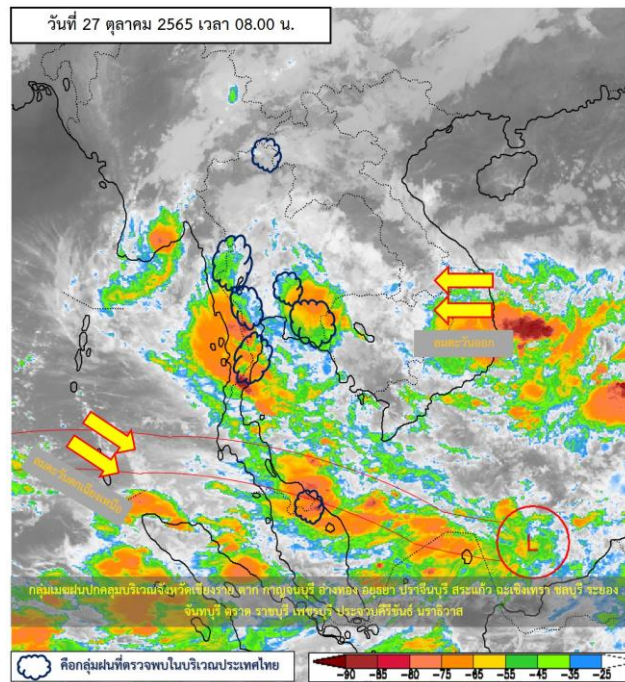 วันที่ 27 ตุลาคม 2565 เวลา 08.00 น.
ลมตะวันออก
ลมตะวันตกเฉียงเหนือ
L
กลุ่มเมฆฝนปกคลุมบริเวณจังหวัดเชียงราย ตาก กาญจนบุรี อ่างทอง อยุธยา ปราจีนบุรี สระแก้ว ฉะเชิงเทรา ชลบุรี ระยอง
จันทบุรี ตราด ราชบุรี เพชรบุรี ประจวบคีรีขันธ์ นราธิวาส
คือกลุ่มฝนที่ตรวจพบในบริเวณประเทศไทย
-90 -85 -80 -75 -65 -55 -45 -35 -25